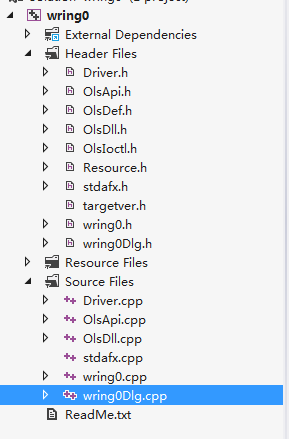 wring0
External Dependencies
Header Files
Driver.h
OlsApi.h
OlsDef.h
OlsDll.h
OlsIoctl.h
Resource.h
stdafx.h
targetver.h
wring0.h
wring0Dlg.h
Resource Files
Source Files
Driver.cpp
OlsApi.cpp
OlsDll.cpp
stdafx.cpp
wring0.cpp
wring0Dlg.cpp
ReadMe.txt